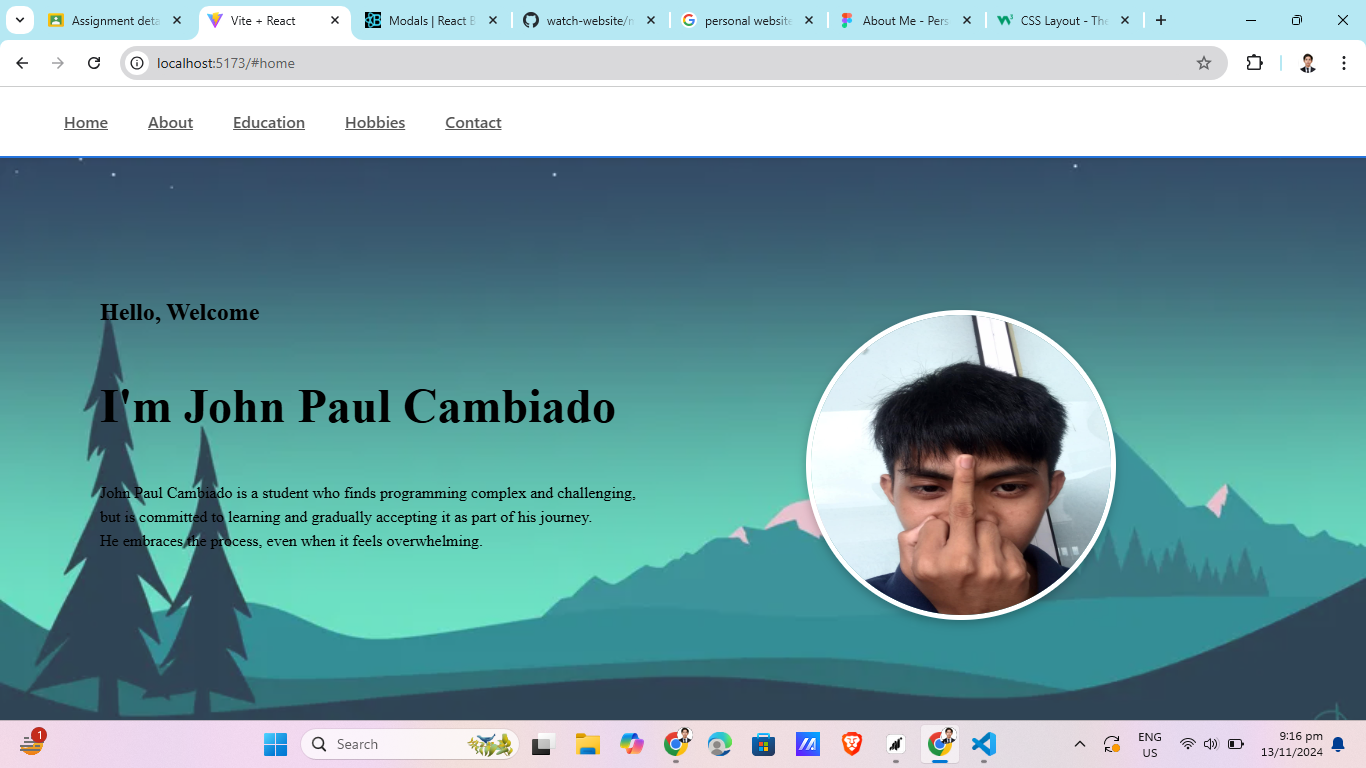 Assignment deta
Vite + React
Modals | React B
watch-website/n
personal website
About Me - Pers
CSS Layout - The
localhost:5173/#home
Home
About
Education
Hobbies
Contact
Hello, Welcome
I'm John Paul Cambiado
John Paul Cambiado is a student who finds programming complex and challenging,
but is committed to learning and gradually accepting it as part of his journey.
He embraces the process, even when it feels overwhelming.
1
Search
ENG
US
9:16 pm
13/11/2024